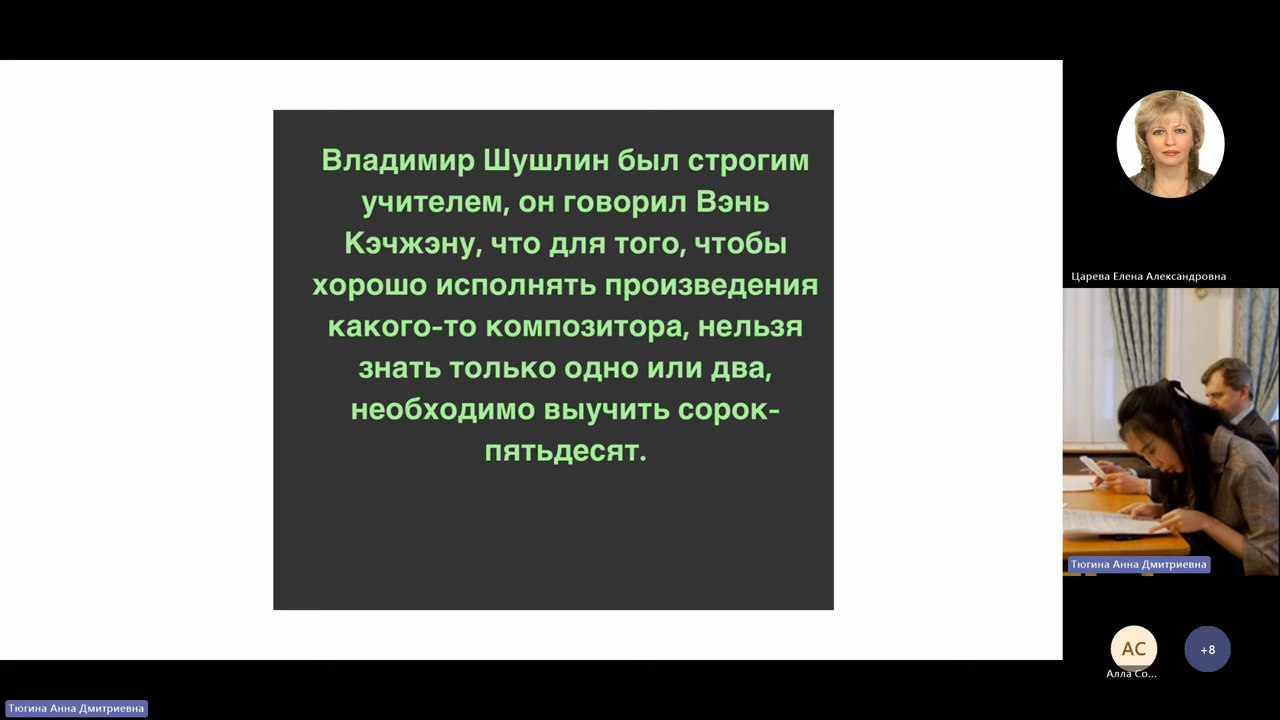 Владимир Шушлин был строгим
учителем, он говорил Вэнь
Кэчжэну, что для того, чтобы
хорошо исполнять произведения
какого-то композитора, нельзя
знать только одно или два,
необходимо выучить сорок-
пятьдесят.
Царева Елена Александровна
Тюгина Анна Дмитриевна
АС
+8
Алла Со...
Тюгина Анна Дмитриевна